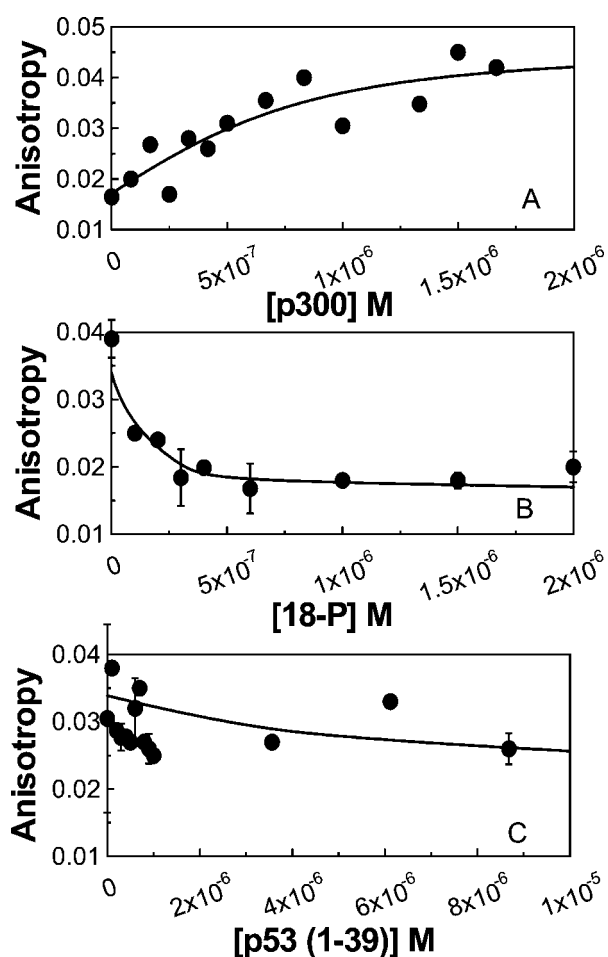 0.05
0.04
0.03
0.02
0.01
Anisotropy
A
0
5x10⁻⁷
1x10⁻⁶
1.5x10⁻⁶
2x10⁻⁶
[p300] M
0.04
0.03
0.02
0.01
Anisotropy
B
0
5x10⁻⁷
1x10⁻⁶
1.5x10⁻⁶
2x10⁻⁶
[18-P] M
0.04
0.03
0.02
0.01
Anisotropy
C
0
2x10⁻⁶
4x10⁻⁶
6x10⁻⁶
8x10⁻⁶
1x10⁻⁵
[p53 (1-39)] M